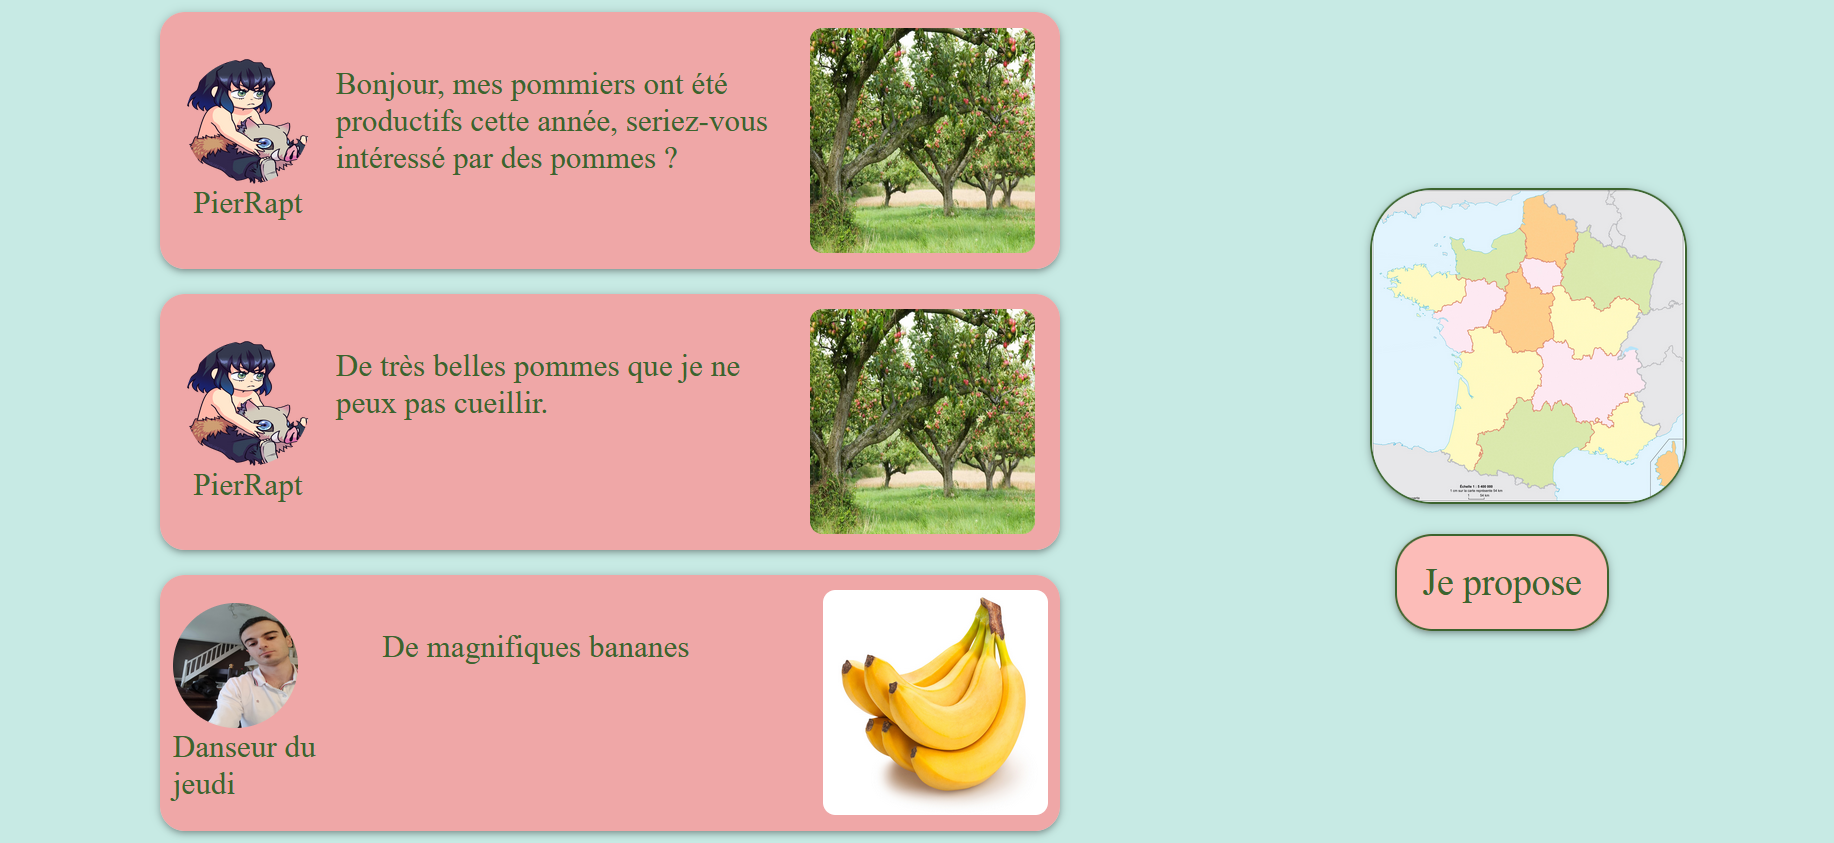 Bonjour, mes pommiers ont été
productifs cette année, seriez-vous
intéressé par des pommes ?
PierRapt
De très belles pommes que je ne
peux pas cueillir.
PierRapt
De magnifiques bananes
Danseur du
jeudi
Je propose